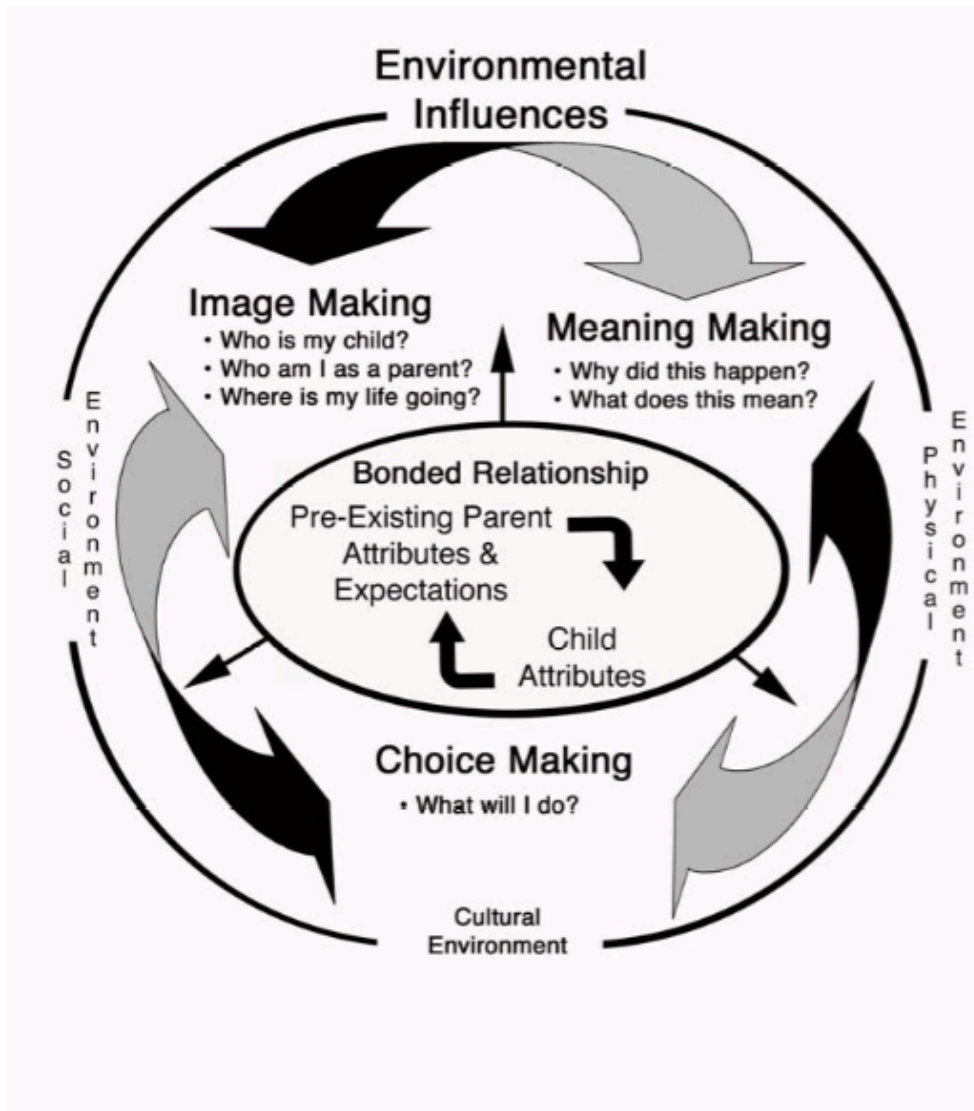 Environmental
Influences
Image Making
• Who is my child?
• Who am I as a parent?
• Where is my life going?
Meaning Making
• Why did this happen?
• What does this mean?
Social
Environment
Physical
Environment
Bonded Relationship
Pre-Existing Parent
Attributes &
Expectations
Child
Attributes
Choice Making
• What will I do?
Cultural
Environment